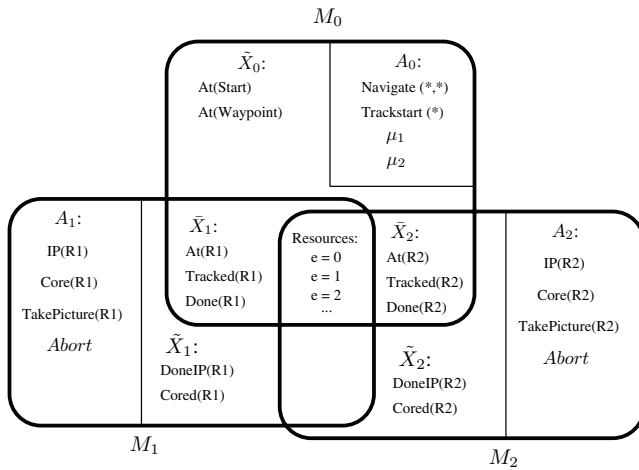 M₀
X̃₀:
At(Start)
At(Waypoint)
A₀:
Navigate (*,*)
Trackstart (*)
μ₁
μ₂
A₁:
IP(R1)
Core(R1)
TakePicture(R1)
Abort
X̄₁:
At(R1)
Tracked(R1)
Done(R1)
Resources:
e = 0
e = 1
e = 2
...
X̄₂:
At(R2)
Tracked(R2)
Done(R2)
A₂:
IP(R2)
Core(R2)
TakePicture(R2)
Abort
X̃₁:
DoneIP(R1)
Cored(R1)
X̃₂:
DoneIP(R2)
Cored(R2)
M₁
M₂